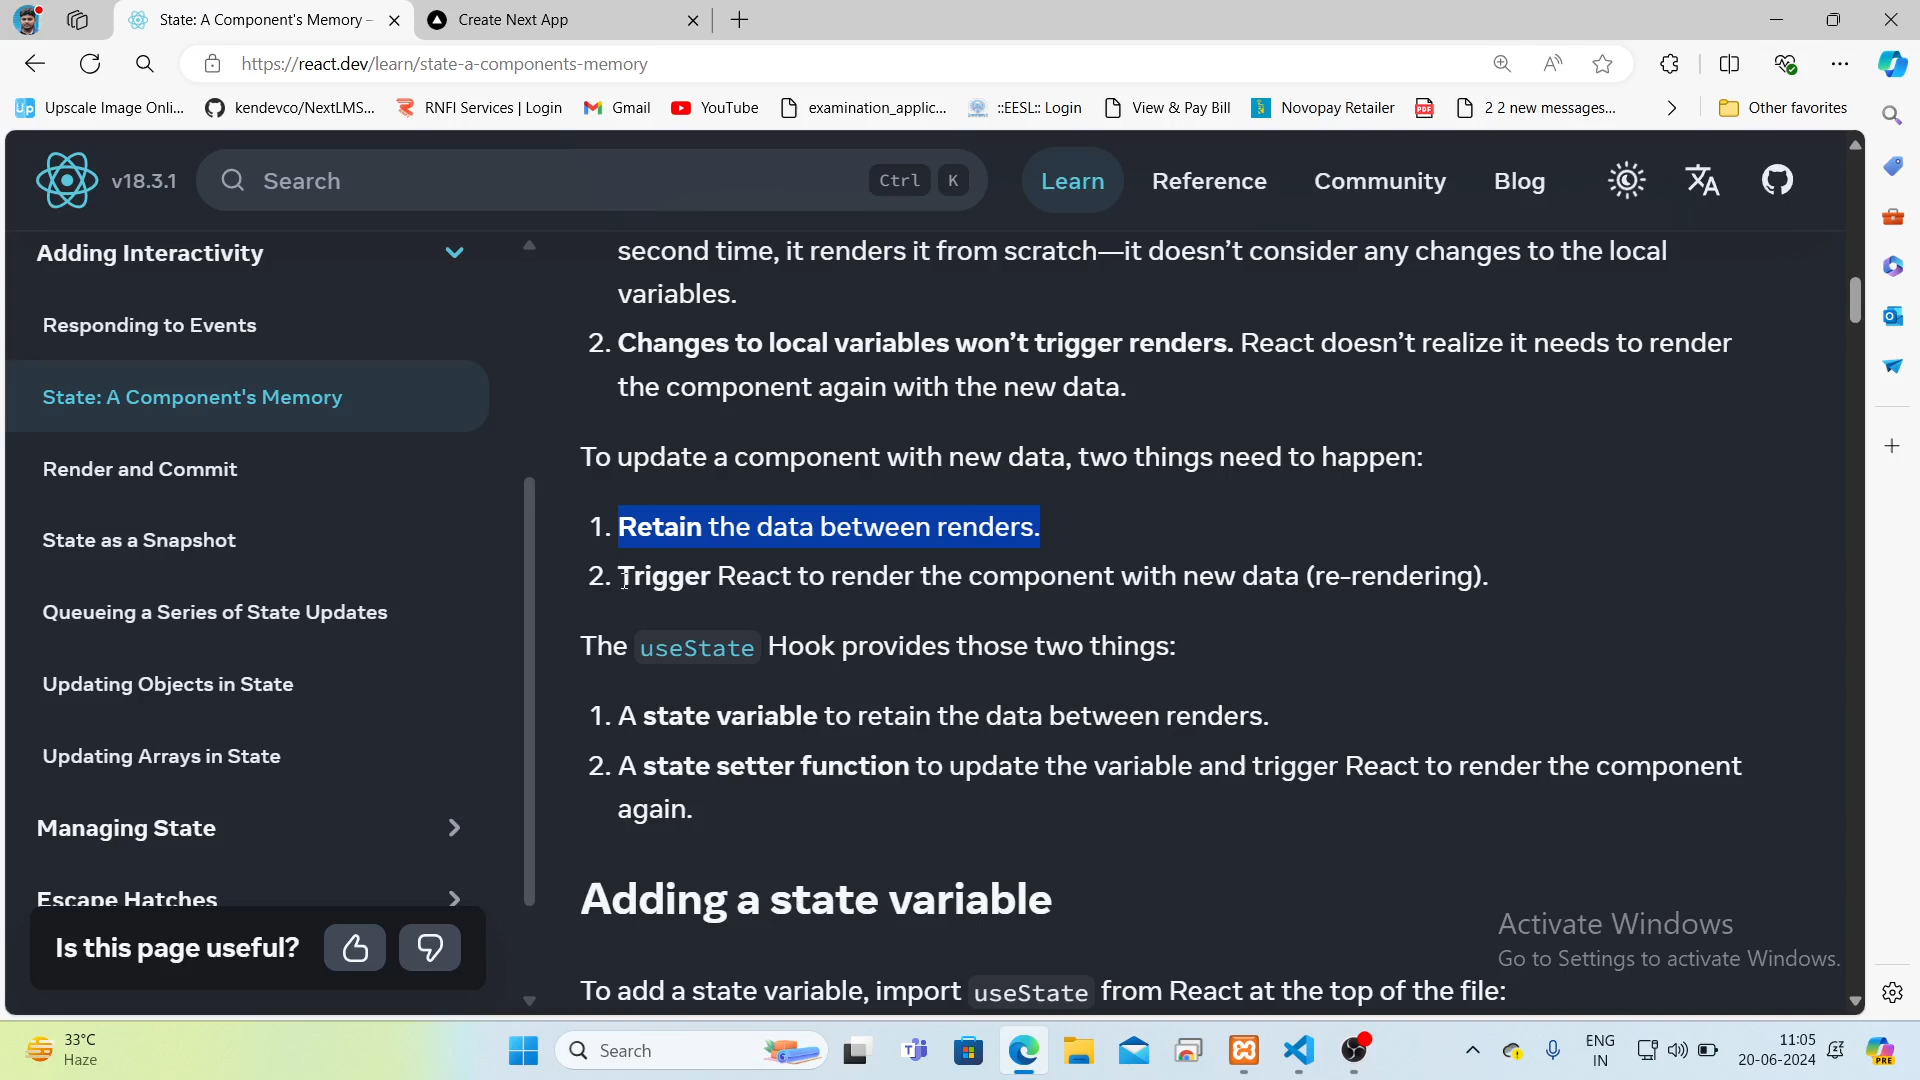 State: A Component's Memory –
Create Next App
https://react.dev/learn/state-a-components-memory
Upscale Image Onli...
kendevco/NextLMS...
RNFI Services | Login
Gmail
YouTube
examination_applic...
::EESL:: Login
View & Pay Bill
Novopay Retailer
2 2 new messages...
Other favorites
v18.3.1
Search
Ctrl K
Learn
Reference
Community
Blog
Adding Interactivity
Responding to Events
State: A Component's Memory
Render and Commit
State as a Snapshot
Queueing a Series of State Updates
Updating Objects in State
Updating Arrays in State
Managing State
Escape Hatches
Is this page useful?
second time, it renders it from scratch—it doesn’t consider any changes to the local
variables.
2. Changes to local variables won’t trigger renders. React doesn’t realize it needs to render
the component again with the new data.
To update a component with new data, two things need to happen:
1. Retain the data between renders.
2. Trigger React to render the component with new data (re-rendering).
The useState Hook provides those two things:
1. A state variable to retain the data between renders.
2. A state setter function to update the variable and trigger React to render the component
again.
Adding a state variable
To add a state variable, import useState from React at the top of the file:
Activate Windows
Go to Settings to activate Windows.
33°C
Haze
Search
ENG
IN
11:05
20-06-2024